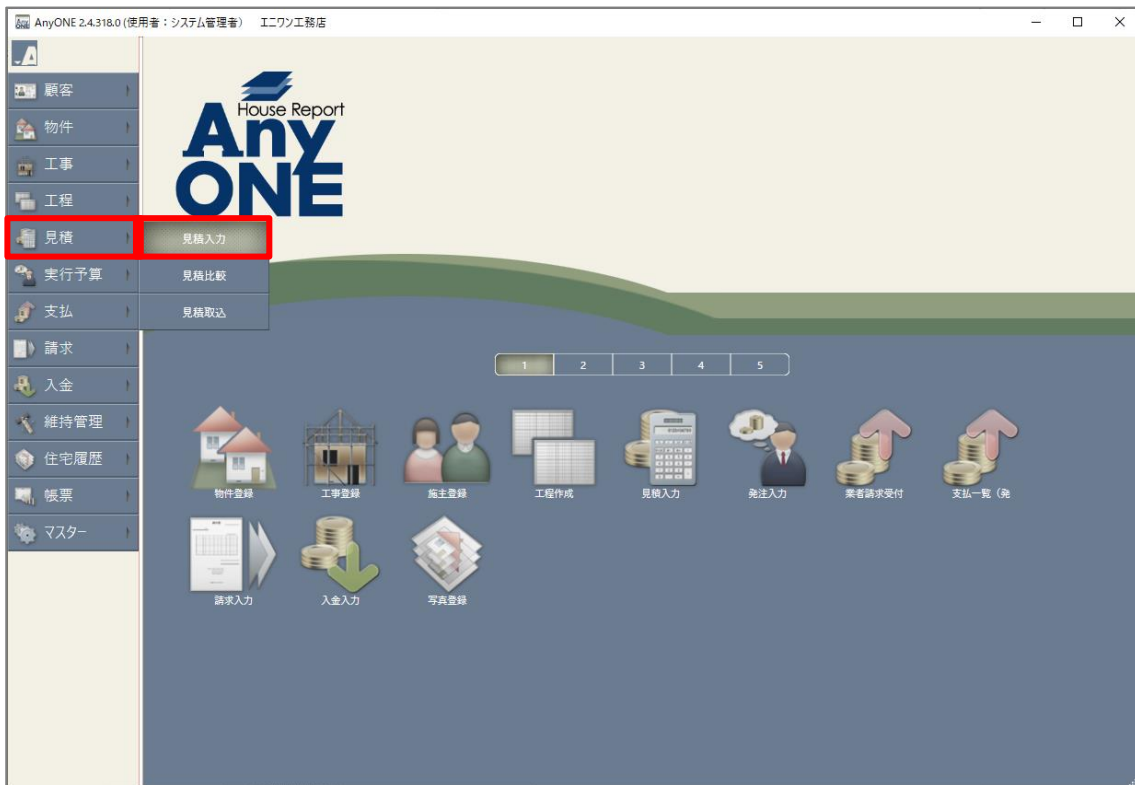 AnyONE 2.4.318.0 (使用者：システム管理者） エニワン工務店
顧客
物件
工事
工程
見積
実行予算
支払
請求
入金
維持管理
住宅履歴
帳票
マスター
House Report
Any
ONE
見積入力
見積比較
見積取込
1 2 3 4 5
物件登録 工事登録 施主登録 工程作成 見積入力 発注入力 業者請求受付 支払一覧（発
請求入力 入金入力 写真登録